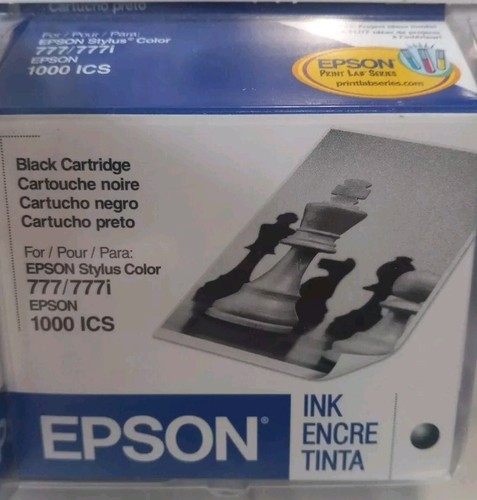 Cartucho preto
For / Pour / Para:
EPSON Stylus® Color
777/777i
EPSON
1000 ICS
EPSON
PRINT LAB SERIES
printlabseries.com
Black Cartridge
Cartouche noire
Cartucho negro
Cartucho preto
For / Pour / Para:
EPSON Stylus Color
777/777i
EPSON
1000 ICS
EPSON®
INK
ENCRE
TINTA